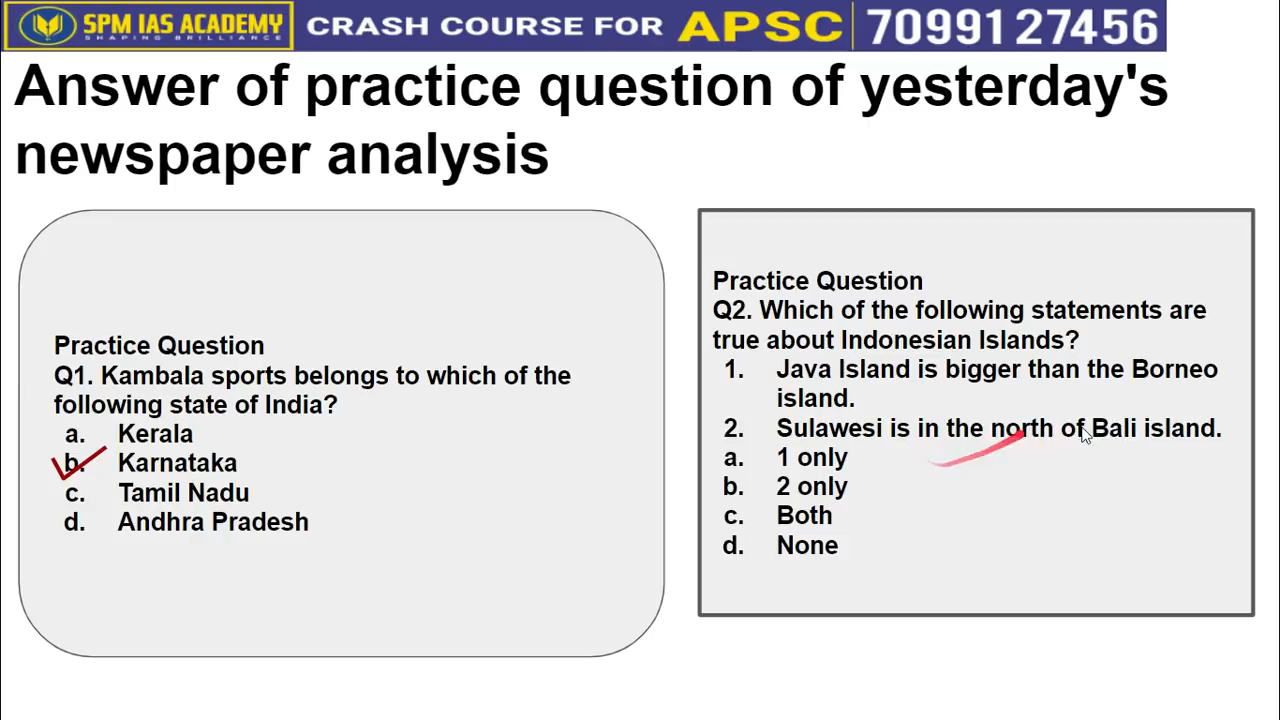 SPM IAS ACADEMY
SHAPING BRILLIANCE
CRASH COURSE FOR APSC 70991 27456
Answer of practice question of yesterday's
newspaper analysis
Practice Question
Q1. Kambala sports belongs to which of the
following state of India?
a. Kerala
b. Karnataka
c. Tamil Nadu
d. Andhra Pradesh
Practice Question
Q2. Which of the following statements are
true about Indonesian Islands?
1. Java Island is bigger than the Borneo
island.
2. Sulawesi is in the north of Bali island.
a. 1 only
b. 2 only
c. Both
d. None